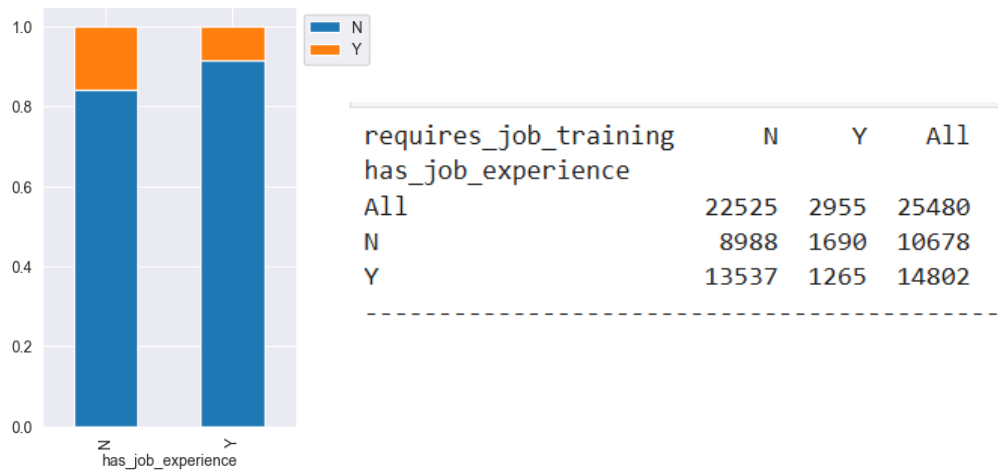 1.0
0.8
0.6
0.4
0.2
0.0
N
Y
has_job_experience
N
Y
requires_job_training N Y All
has_job_experience
All 22525 2955 25480
N 8988 1690 10678
Y 13537 1265 14802
-------------------------------------------